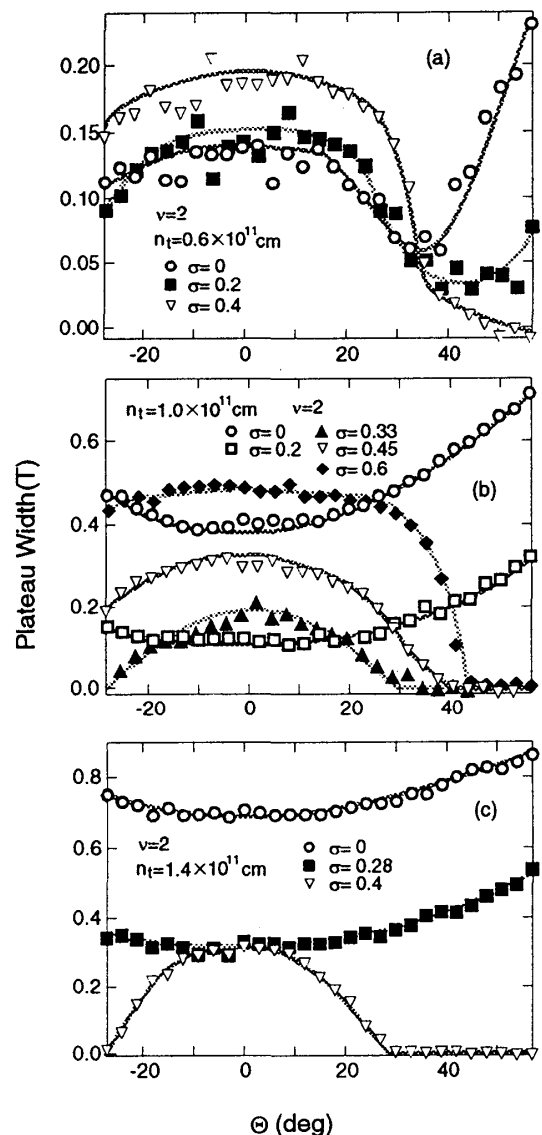 (a)
0.20
0.15
0.10
0.05
0.00
ν=2
n_t=0.6×10^11cm
σ= 0
σ= 0.2
σ= 0.4
-20 0 20 40
n_t=1.0×10^11cm ν=2
σ= 0
σ= 0.2
σ= 0.33
σ= 0.45
σ= 0.6
(b)
0.6
0.4
0.2
0.0
-20 0 20 40
Plateau Width(T)
(c)
0.8
0.6
0.4
0.2
0.0
ν=2
n_t=1.4×10^11cm
σ= 0
σ= 0.28
σ= 0.4
-20 0 20 40
Θ (deg)